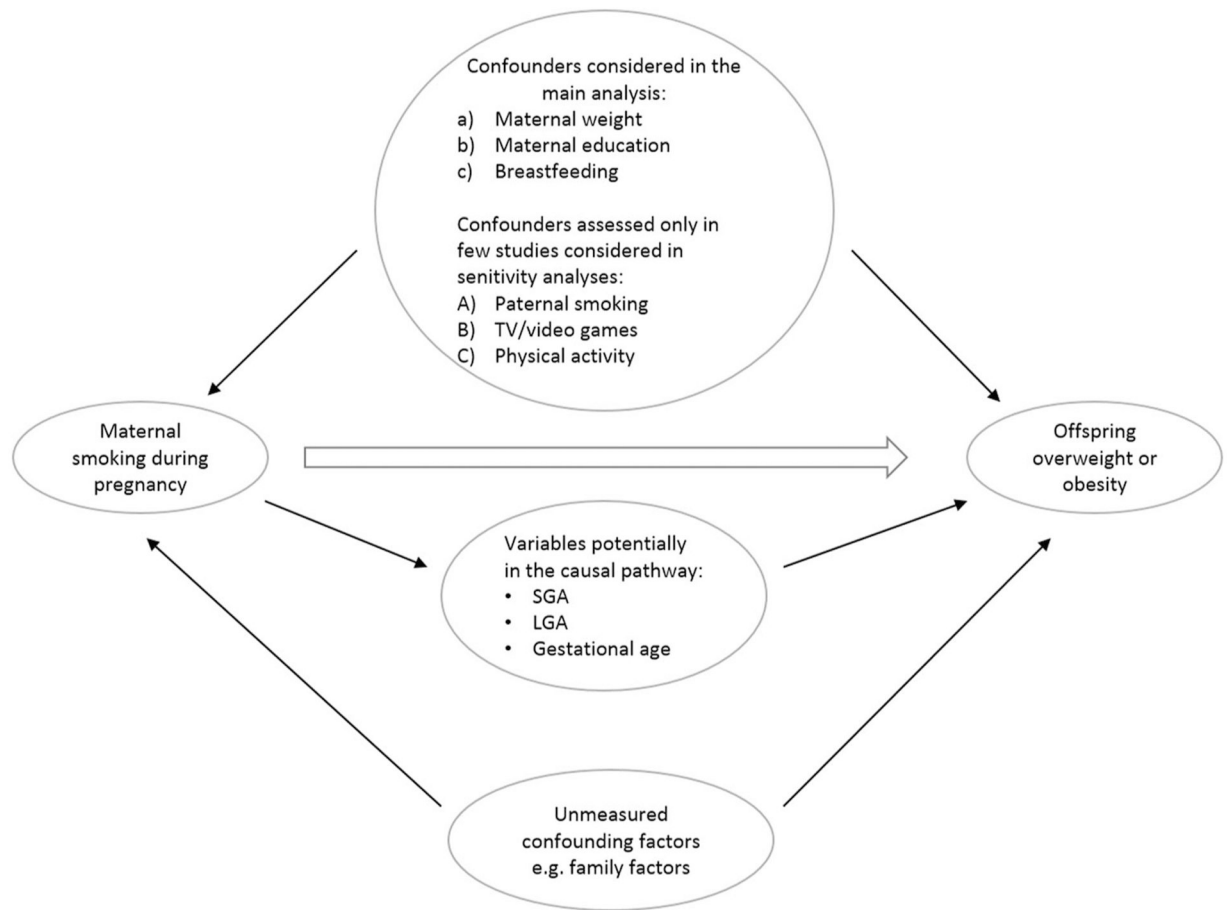 Confounders considered in the
main analysis:
a) Maternal weight
b) Maternal education
c) Breastfeeding
Confounders assessed only in
few studies considered in
senitivity analyses:
A) Paternal smoking
B) TV/video games
C) Physical activity
Maternal
smoking during
pregnancy
Offspring
overweight or
obesity
Variables potentially
in the causal pathway:
• SGA
• LGA
• Gestational age
Unmeasured
confounding factors
e.g. family factors